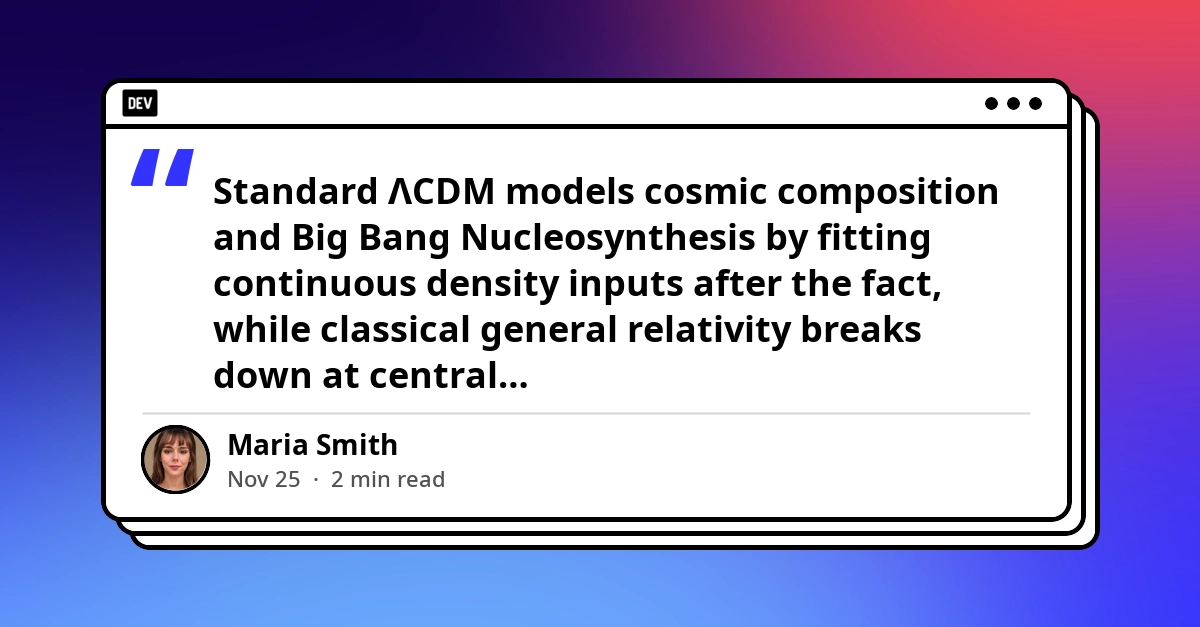 DEV
“
Standard ΛCDM models cosmic composition
and Big Bang Nucleosynthesis by fitting
continuous density inputs after the fact,
while classical general relativity breaks
down at central...
Maria Smith
Nov 25 · 2 min read